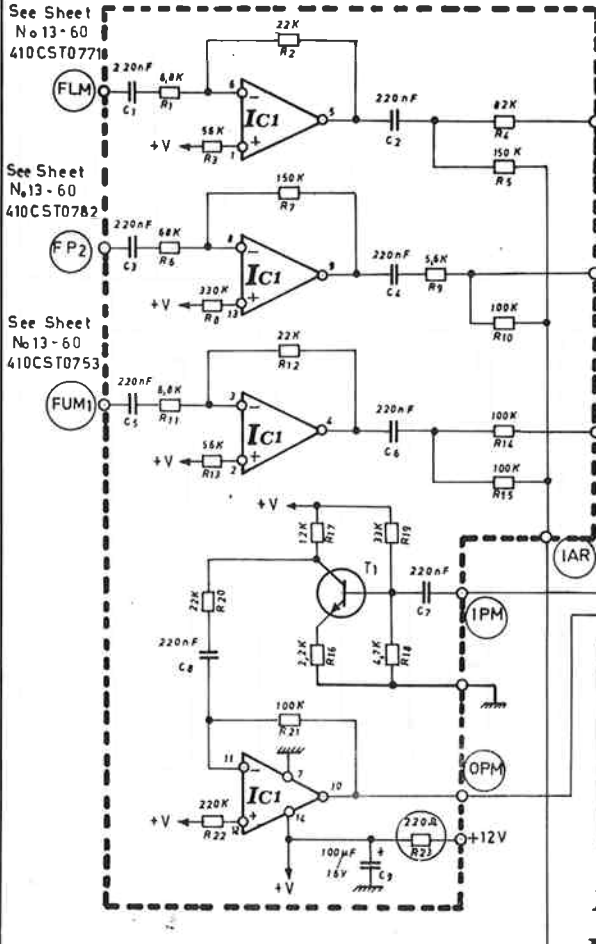 See Sheet
No 13-60
410CST0771
FLM
220nF
C1
6,8K
R1
22K
R2
6
IC1
5
+V
56K
R3
1
220nF
C2
82K
R4
150K
R5
See Sheet
No 13-60
410CST0782
FP2
220nF
C3
68K
R6
150K
R7
8
IC1
9
+V
330K
R8
13
220nF
C4
5,6K
R9
100K
R10
See Sheet
No 13-60
410CST0753
FUM1
220nF
C5
6,8K
R11
22K
R12
3
IC1
4
+V
56K
R13
2
220nF
C6
100K
R14
100K
R15
+V
12K
R17
33K
R19
T1
220nF
C7
IAR
IPM
22K
R20
220nF
C8
2,2K
R16
4,7K
R18
100K
R21
11
IC1
7
10
14
OPM
+V
220K
R22
12
220Ω
R23
+12V
100µF
16V
+
C9
+V